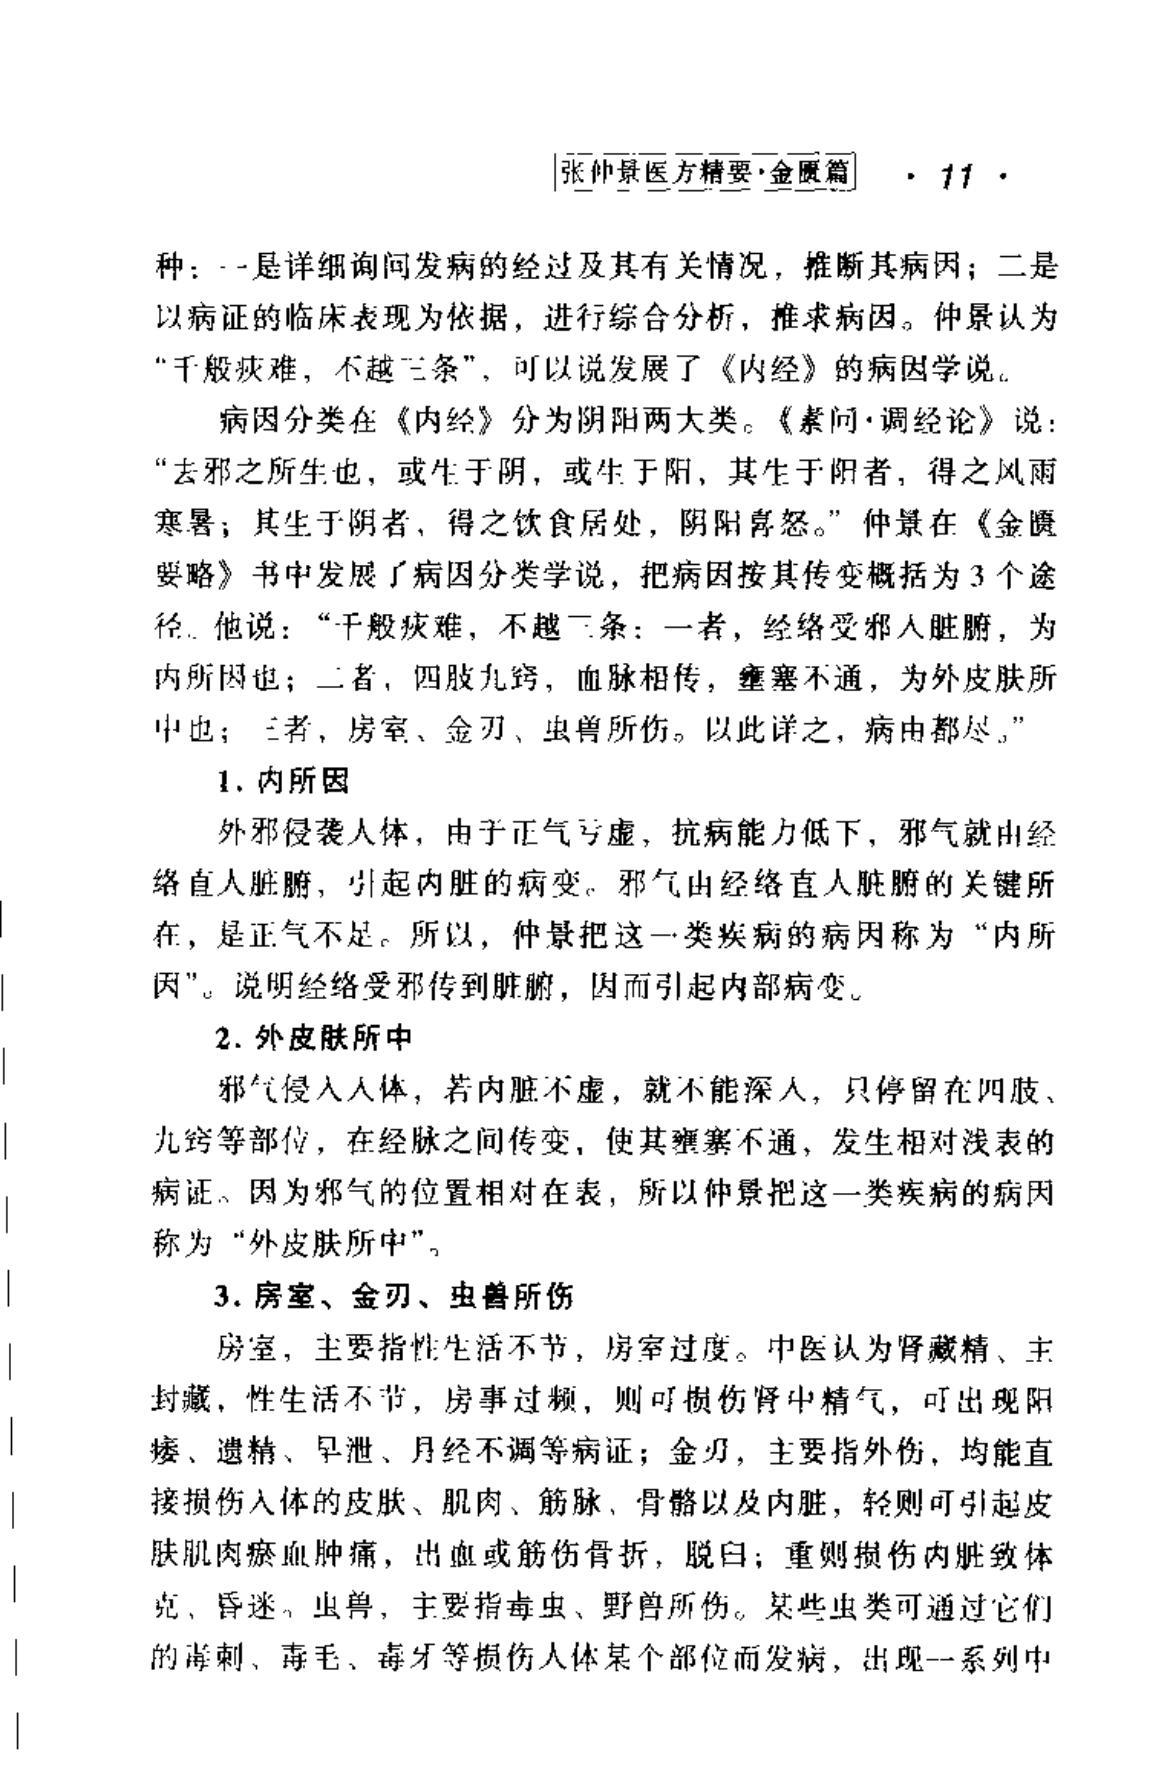 张仲景医方精要·金匮篇 · 11 ·
种：一是详细询问发病的经过及其有关情况，推断其病因；二是
以病证的临床表现为依据，进行综合分析，推求病因。仲景认为
“千般疢难，不越三条”，可以说发展了《内经》的病因学说。
病因分类在《内经》分为阴阳两大类。《素问·调经论》说：
“去邪之所生也，或生于阴，或生于阳，其生于阳者，得之风雨
寒暑；其生于阴者，得之饮食居处，阴阳喜怒。”仲景在《金匮
要略》书中发展了病因分类学说，把病因按其传变概括为 3 个途
径。他说：“千般疢难，不越三条：一者，经络受邪入脏腑，为
内所因也；二者，四肢九窍，血脉相传，壅塞不通，为外皮肤所
中也；三者，房室、金刃、虫兽所伤。以此详之，病由都尽。”
1. 内所因
外邪侵袭人体，由于正气亏虚，抗病能力低下，邪气就由经
络直入脏腑，引起内脏的病变。邪气由经络直入脏腑的关键所
在，是正气不足。所以，仲景把这一类疾病的病因称为“内所
因”。说明经络受邪传到脏腑，因而引起内部病变。
2. 外皮肤所中
邪气侵入人体，若内脏不虚，就不能深入，只停留在四肢、
九窍等部位，在经脉之间传变，使其壅塞不通，发生相对浅表的
病证。因为邪气的位置相对在表，所以仲景把这一类疾病的病因
称为“外皮肤所中”。
3. 房室、金刃、虫兽所伤
房室，主要指性生活不节，房室过度。中医认为肾藏精、主
封藏，性生活不节，房事过频，则可损伤肾中精气，可出现阳
痿、遗精、早泄、月经不调等病证；金刃，主要指外伤，均能直
接损伤人体的皮肤、肌肉、筋脉、骨骼以及内脏，轻则可引起皮
肤肌肉瘀血肿痛，出血或筋伤骨折，脱臼；重则损伤内脏致休
克、昏迷。虫兽，主要指毒虫、野兽所伤。某些虫类可通过它们
的毒刺、毒毛、毒牙等损伤人体某个部位而发病，出现一系列中